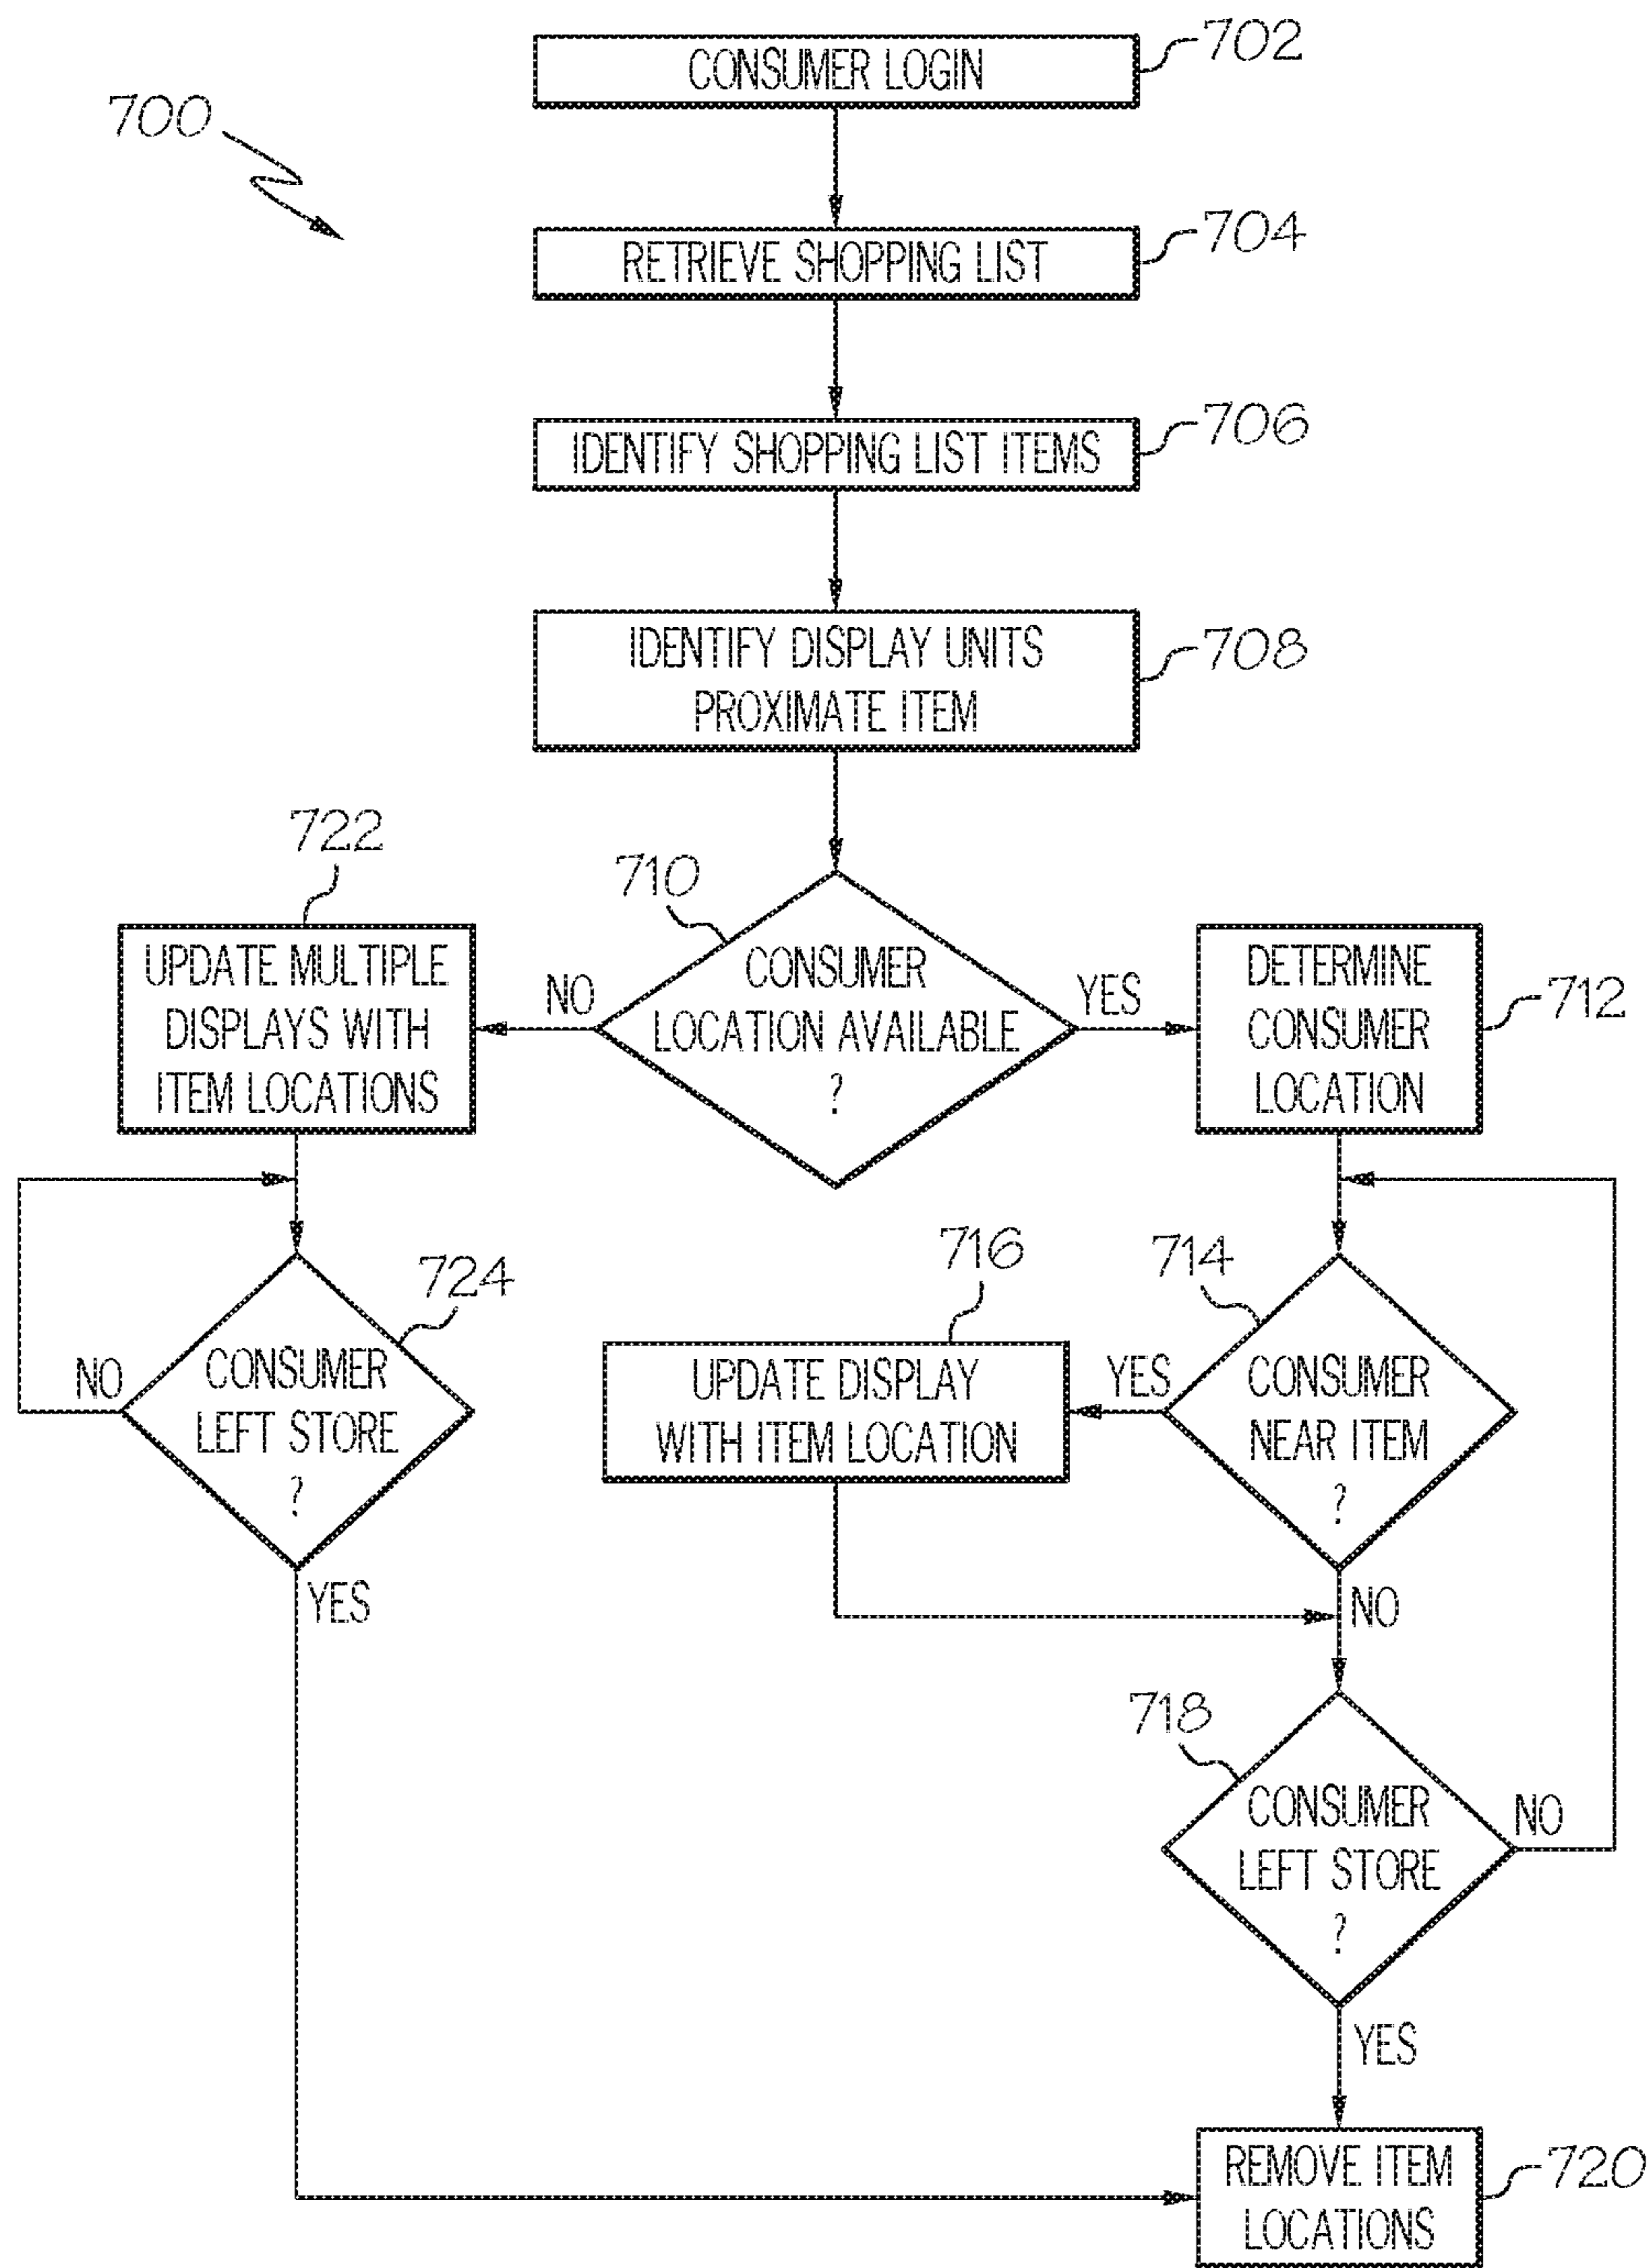 CONSUMER LOGIN
702
700
RETRIEVE SHOPPING LIST
704
IDENTIFY SHOPPING LIST ITEMS
706
IDENTIFY DISPLAY UNITS
PROXIMATE ITEM
708
722
710
UPDATE MULTIPLE
DISPLAYS WITH
ITEM LOCATIONS
NO
CONSUMER
LOCATION AVAILABLE
?
YES
DETERMINE
CONSUMER
LOCATION
712
724
NO
CONSUMER
LEFT STORE
?
YES
716
UPDATE DISPLAY
WITH ITEM LOCATION
YES
714
CONSUMER
NEAR ITEM
?
NO
718
CONSUMER
LEFT STORE
?
NO
YES
REMOVE ITEM
LOCATIONS
720